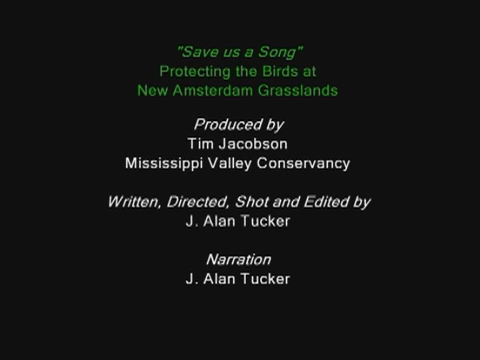 "Save us a Song"
Protecting the Birds at
New Amsterdam Grasslands
Produced by
Tim Jacobson
Mississippi Valley Conservancy
Written, Directed, Shot and Edited by
J. Alan Tucker
Narration
J. Alan Tucker